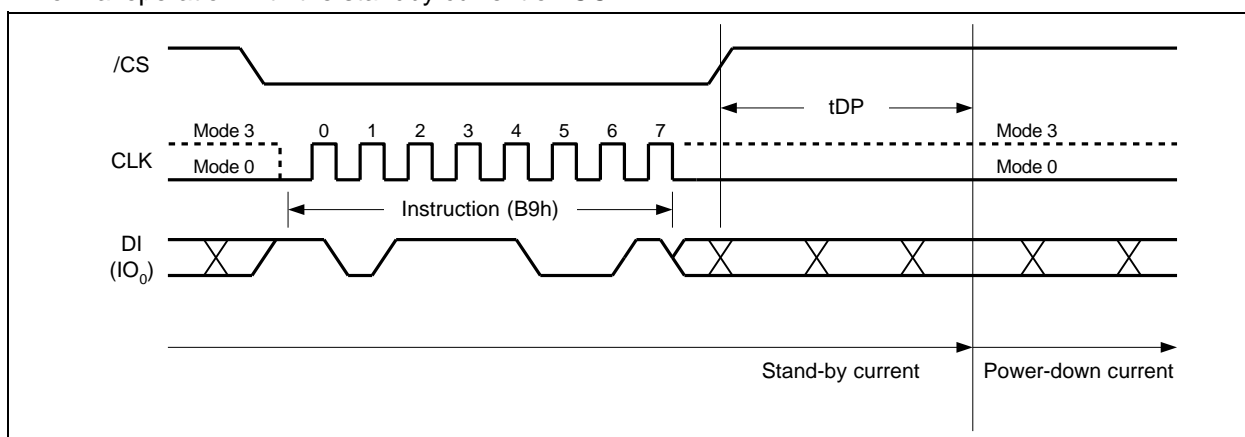 /CS
tDP
Mode 3 0 1 2 3 4 5 6 7 Mode 3
CLK
Mode 0 Mode 0
Instruction (B9h)
DI
(IO0)
Stand-by current Power-down current